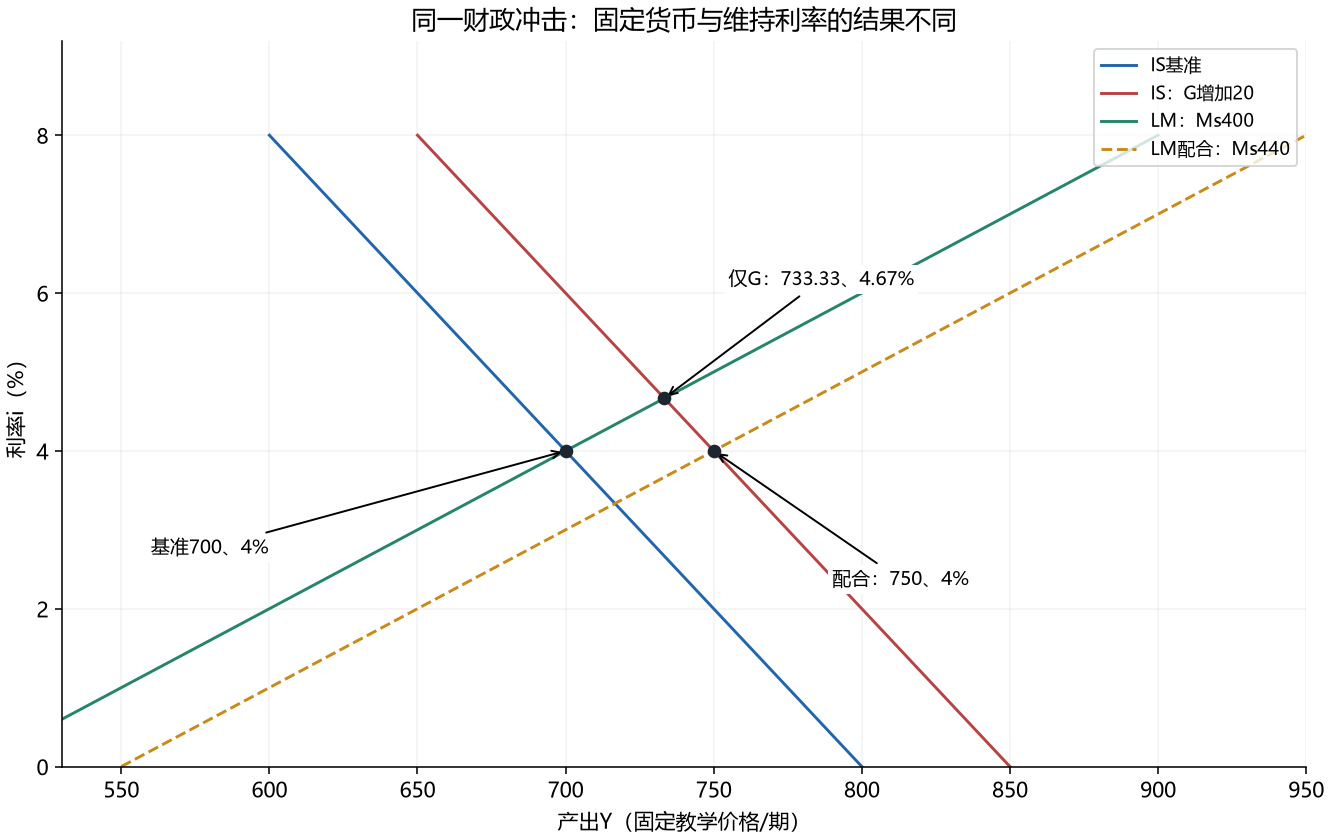 同一财政冲击：固定货币与维持利率的结果不同
IS基准
IS：G增加20
LM：Ms400
LM配合：Ms440
仅G：733.33、4.67%
基准700、4%
配合：750、4%
利率i（%）
8
6
4
2
0
550 600 650 700 750 800 850 900 950
产出Y（固定教学价格/期）